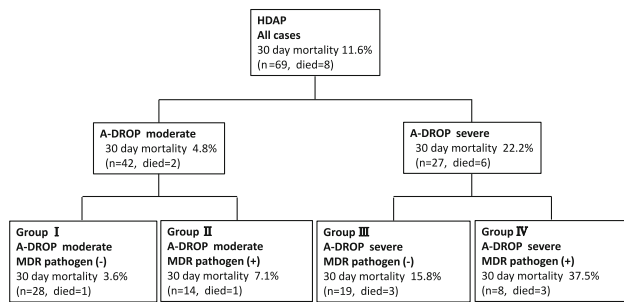 HDAP
All cases
30 day mortality 11.6%
(n=69, died=8)
A-DROP moderate
30 day mortality 4.8%
(n=42, died=2)
A-DROP severe
30 day mortality 22.2%
(n=27, died=6)
Group Ⅰ
A-DROP moderate
MDR pathogen (-)
30 day mortality 3.6%
(n=28, died=1)
Group Ⅱ
A-DROP moderate
MDR pathogen (+)
30 day mortality 7.1%
(n=14, died=1)
Group Ⅲ
A-DROP severe
MDR pathogen (-)
30 day mortality 15.8%
(n=19, died=3)
Group Ⅳ
A-DROP severe
MDR pathogen (+)
30 day mortality 37.5%
(n=8, died=3)